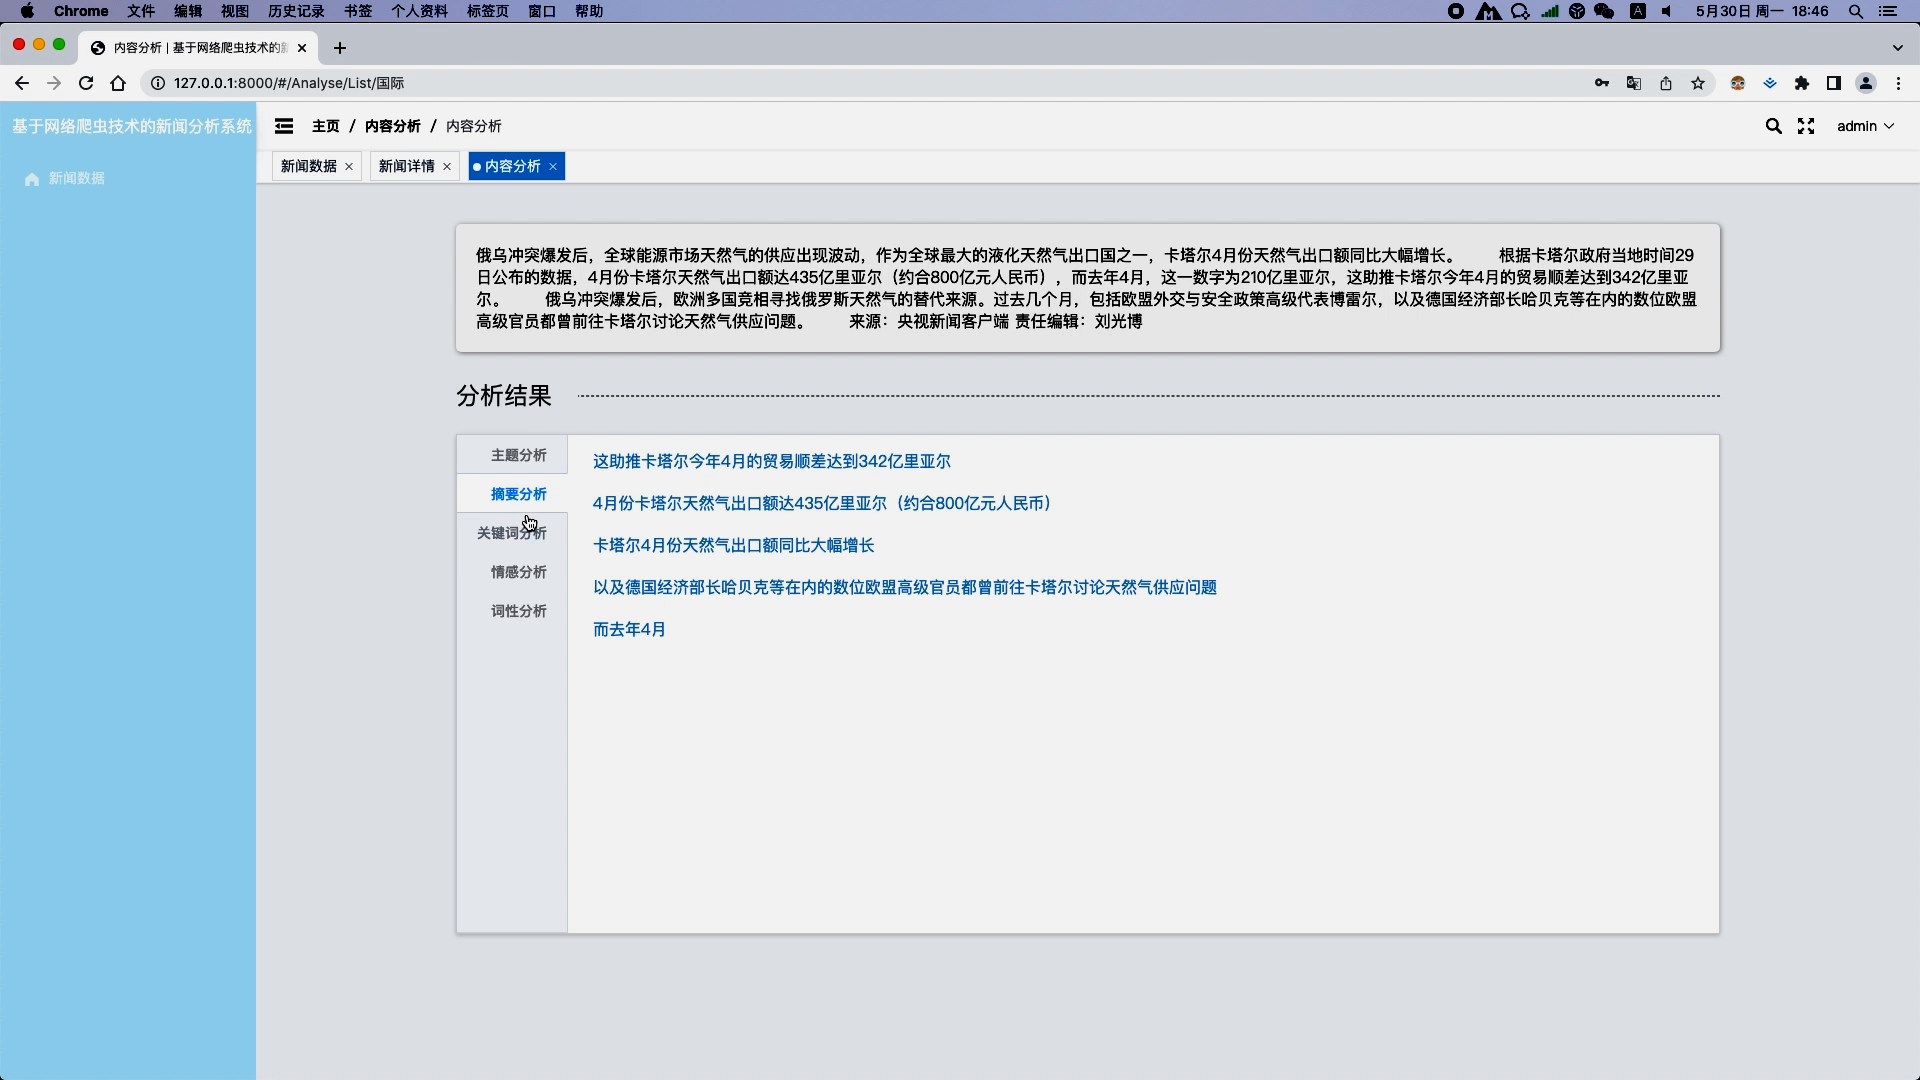 Chrome 文件 编辑 视图 历史记录 书签 个人资料 标签页 窗口 帮助 A 5月30日 周一 18:46
内容分析 | 基于网络爬虫技术的新
127.0.0.1:8000/#/Analyse/List/国际
基于网络爬虫技术的新闻分析系统
新闻数据
主页 / 内容分析 / 内容分析
admin
新闻数据 × 新闻详情 × 内容分析 ×
俄乌冲突爆发后，全球能源市场天然气的供应出现波动，作为全球最大的液化天然气出口国之一，卡塔尔4月份天然气出口额同比大幅增长。 根据卡塔尔政府当地时间29
日公布的数据，4月份卡塔尔天然气出口额达435亿里亚尔（约合800亿元人民币），而去年4月，这一数字为210亿里亚尔，这助推卡塔尔今年4月的贸易顺差达到342亿里亚
尔。 俄乌冲突爆发后，欧洲多国竞相寻找俄罗斯天然气的替代来源。过去几个月，包括欧盟外交与安全政策高级代表博雷尔，以及德国经济部长哈贝克等在内的数位欧盟
高级官员都曾前往卡塔尔讨论天然气供应问题。 来源：央视新闻客户端 责任编辑：刘光博
分析结果
主题分析
摘要分析
关键词分析
情感分析
词性分析
这助推卡塔尔今年4月的贸易顺差达到342亿里亚尔
4月份卡塔尔天然气出口额达435亿里亚尔（约合800亿元人民币）
卡塔尔4月份天然气出口额同比大幅增长
以及德国经济部长哈贝克等在内的数位欧盟高级官员都曾前往卡塔尔讨论天然气供应问题
而去年4月